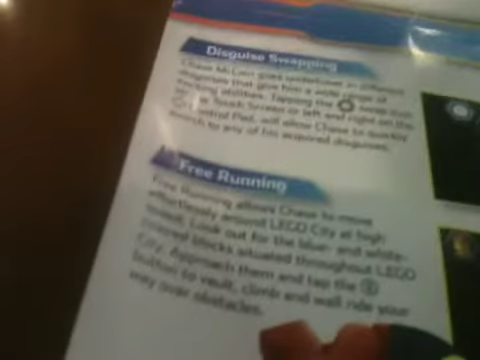 Disguise Swapping
Chase McCain goes undercover in different
disguises that give him a wide range of
exciting abilities. Tapping the
Touch Screen or left and right on the
Control Pad, will allow Chase to quickly
switch to any of his acquired disguises.
Free Running
Free Running allows Chase to move
effortlessly around LEGO City at high
speed. Look out for the blue- and white-
colored blocks situated throughout LEGO
City. Approach them and tap the Ⓑ
button to vault, climb and wall ride your
way over obstacles.